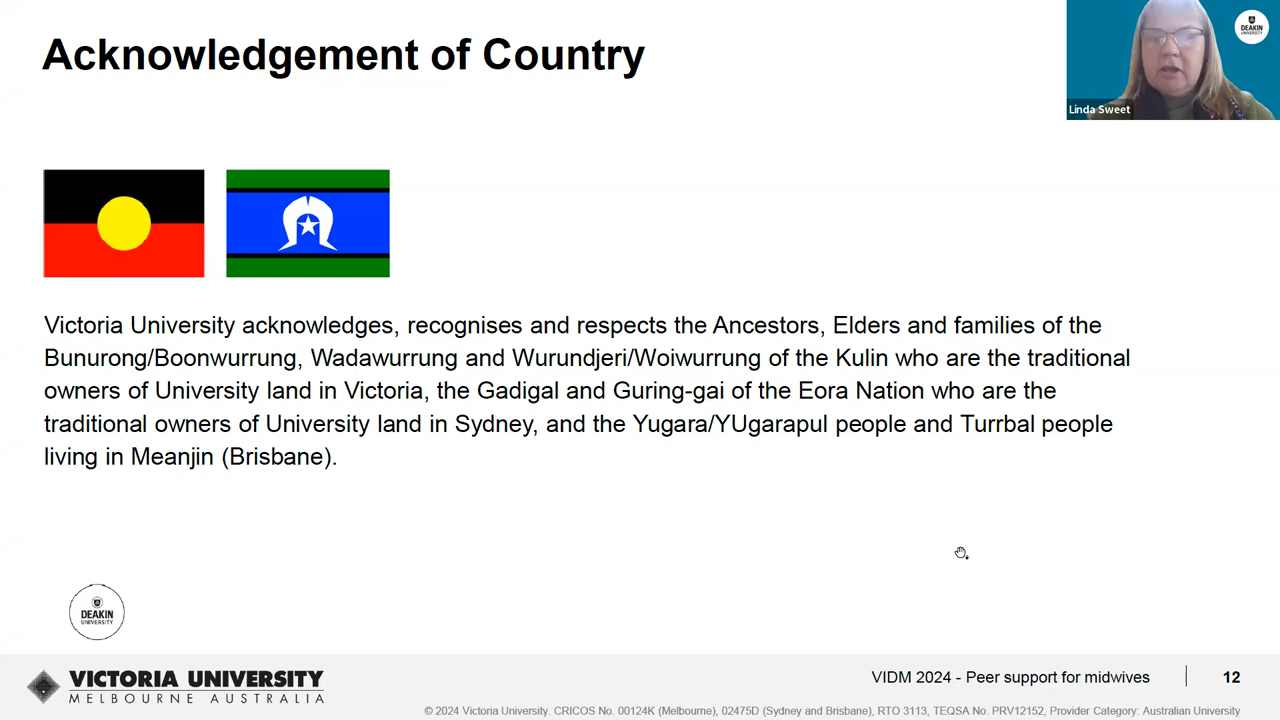 Acknowledgement of Country
DEAKIN
UNIVERSITY
Linda Sweet
Victoria University acknowledges, recognises and respects the Ancestors, Elders and families of the
Bunurong/Boonwurrung, Wadawurrung and Wurundjeri/Woiwurrung of the Kulin who are the traditional
owners of University land in Victoria, the Gadigal and Guring-gai of the Eora Nation who are the
traditional owners of University land in Sydney, and the Yugara/YUgarapul people and Turrbal people
living in Meanjin (Brisbane).
DEAKIN
UNIVERSITY
VICTORIA UNIVERSITY
MELBOURNE AUSTRALIA
VIDM 2024 - Peer support for midwives
12
© 2024 Victoria University. CRICOS No. 00124K (Melbourne), 02475D (Sydney and Brisbane), RTO 3113, TEQSA No. PRV12152, Provider Category: Australian University